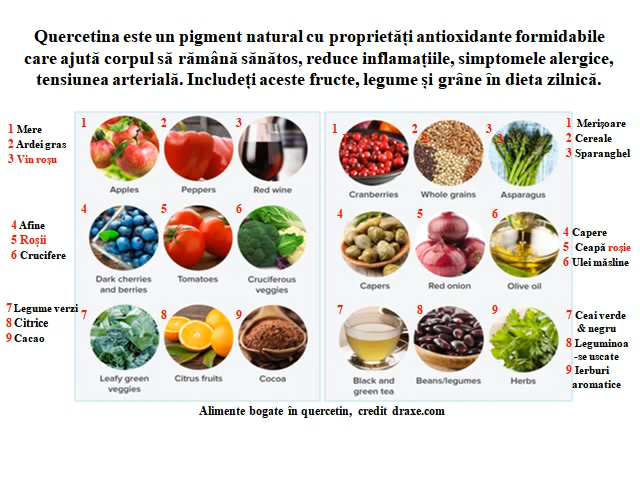 Quercetina este un pigment natural cu proprietăți antioxidante formidabile
care ajută corpul să rămână sănătos, reduce inflamațiile, simptomele alergice,
tensiunea arterială. Includeți aceste fructe, legume și grâne în dieta zilnică.
1 Mere
2 Ardei gras
3 Vin roșu
4 Afine
5 Roșii
6 Crucifere
7 Legume verzi
8 Citrice
9 Cacao
1 2 3
Apples Peppers Red wine
4 5 6
Dark cherries
and berries
Tomatoes
Cruciferous
veggies
7 8 9
Leafy green
veggies
Citrus fruits
Cocoa
1 2 3
Cranberries Whole grains Asparagus
4 5 6
Capers Red onion Olive oil
7 8 9
Black and
green tea
Beans/legumes
Herbs
1 Merișoare
2 Cereale
3 Sparanghel
4 Capere
5 Ceapă roșie
6 Ulei măsline
7 Ceai verde
& negru
8 Leguminoa
-se uscate
9 Ierburi
aromatice
Alimente bogate în quercetin, credit draxe.com